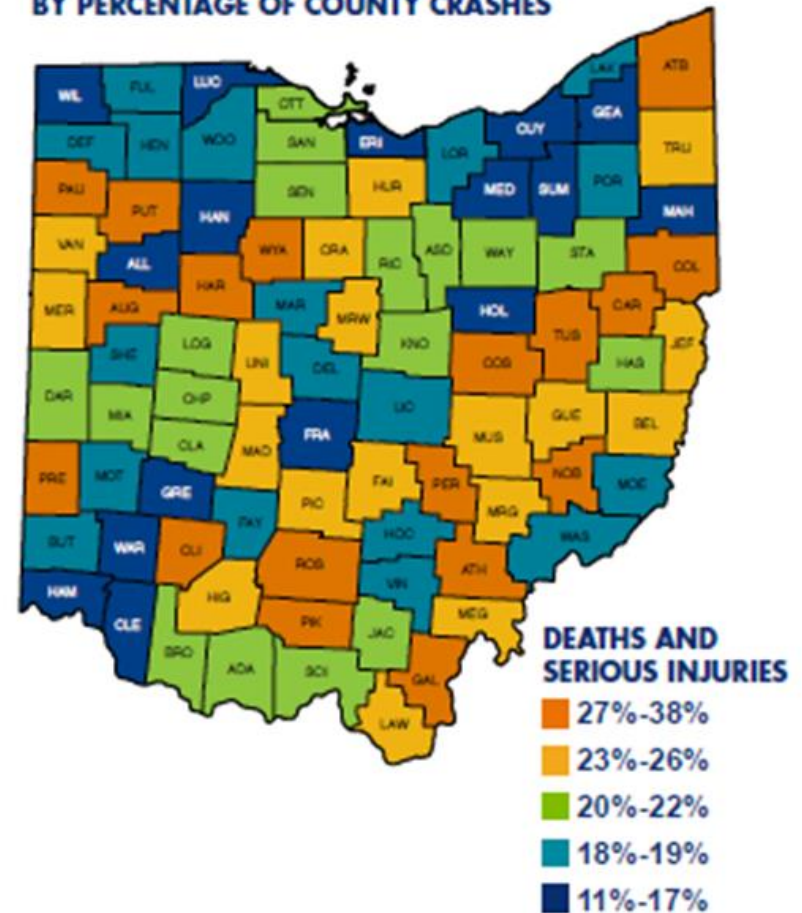 BY PERCENTAGE OF COUNTY CRASHES
WIL FUL LUC OTT LAK ATB
DEF HEN WOO SAN ERI LOR CUY GEA TRU
PAU PUT HAN SEN HUR MED SUM POR MAH
VAN ALL WYA CRA RIC ASD WAY STA COL
MER AUG HAR MAR MRW HOL TUS CAR JEF
SHE LOG UNI DEL KNO COS HAS
DAR MIA CHP LIC GUE BEL
CLA MAD FRA MUS
PRE MOT GRE PIC FAI PER NOB MOE
BUT WAR CLI FAY HOC MRG WAS
HAM HIG ROS VIN ATH
CLE PIK JAC MEG
BRO ADA SCI GAL
LAW
DEATHS AND
SERIOUS INJURIES
27%-38%
23%-26%
20%-22%
18%-19%
11%-17%